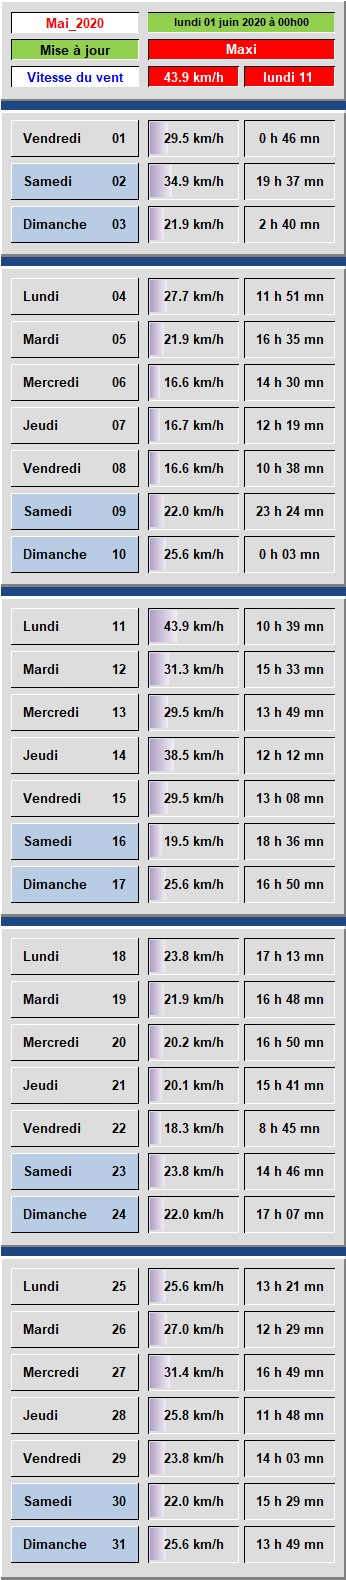 Mai_2020 lundi 01 juin 2020 à 00h00
Mise à jour Maxi
Vitesse du vent 43.9 km/h lundi 11
Vendredi 01 29.5 km/h 0 h 46 mn
Samedi 02 34.9 km/h 19 h 37 mn
Dimanche 03 21.9 km/h 2 h 40 mn
Lundi 04 27.7 km/h 11 h 51 mn
Mardi 05 21.9 km/h 16 h 35 mn
Mercredi 06 16.6 km/h 14 h 30 mn
Jeudi 07 16.7 km/h 12 h 19 mn
Vendredi 08 16.6 km/h 10 h 38 mn
Samedi 09 22.0 km/h 23 h 24 mn
Dimanche 10 25.6 km/h 0 h 03 mn
Lundi 11 43.9 km/h 10 h 39 mn
Mardi 12 31.3 km/h 15 h 33 mn
Mercredi 13 29.5 km/h 13 h 49 mn
Jeudi 14 38.5 km/h 12 h 12 mn
Vendredi 15 29.5 km/h 13 h 08 mn
Samedi 16 19.5 km/h 18 h 36 mn
Dimanche 17 25.6 km/h 16 h 50 mn
Lundi 18 23.8 km/h 17 h 13 mn
Mardi 19 21.9 km/h 16 h 48 mn
Mercredi 20 20.2 km/h 16 h 50 mn
Jeudi 21 20.1 km/h 15 h 41 mn
Vendredi 22 18.3 km/h 8 h 45 mn
Samedi 23 23.8 km/h 14 h 46 mn
Dimanche 24 22.0 km/h 17 h 07 mn
Lundi 25 25.6 km/h 13 h 21 mn
Mardi 26 27.0 km/h 12 h 29 mn
Mercredi 27 31.4 km/h 16 h 49 mn
Jeudi 28 25.8 km/h 11 h 48 mn
Vendredi 29 23.8 km/h 14 h 03 mn
Samedi 30 22.0 km/h 15 h 29 mn
Dimanche 31 25.6 km/h 13 h 49 mn